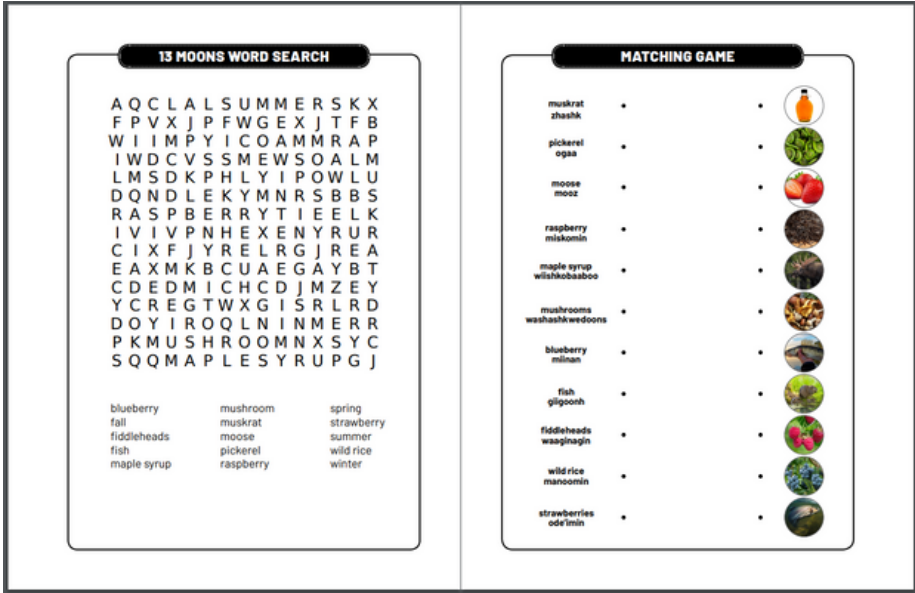 13 MOONS WORD SEARCH
A Q C L A L S U M M E R S K X
F P V X J P F W G E X J T F B
W I I M P Y I C O A M M R A P
I W D C V S S M E W S O A L M
L M S D K P H L Y I P O W L U
D Q N D L E K Y M N R S B B S
R A S P B E R R Y T I E E L K
I V I V P N H E X E N Y R U R
C I X F J Y R E L R G J R E A
E A X M K B C U A E G A Y B T
C D E D M I C H C D J M Z E Y
Y C R E G T W X G I S R L R D
D O Y I R O Q L N I N M E R R
P K M U S H R O O M N X S Y C
S Q Q M A P L E S Y R U P G J
blueberry mushroom spring
fall muskrat strawberry
fiddleheads moose summer
fish pickerel wild rice
maple syrup raspberry winter
MATCHING GAME
muskrat
zhashk
pickerel
ogaa
moose
mooz
raspberry
miskomin
maple syrup
wiishkobaaboo
mushrooms
washashkwedoons
blueberry
miinan
fish
giigoonh
fiddleheads
waaginagin
wild rice
manoomin
strawberries
ode'imin